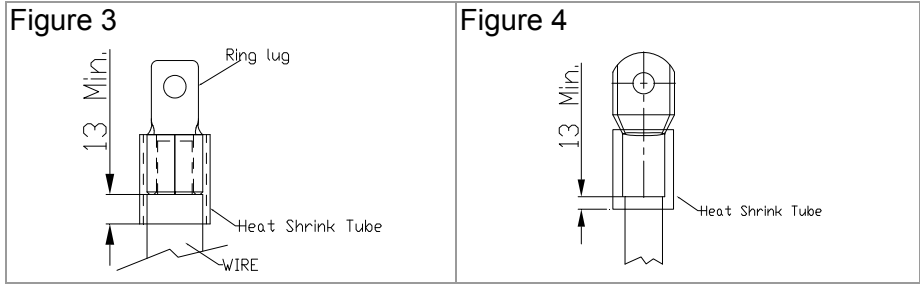 Figure 3
Ring lug
13 Min.
Heat Shrink Tube
WIRE
Figure 4
13 Min.
Heat Shrink Tube